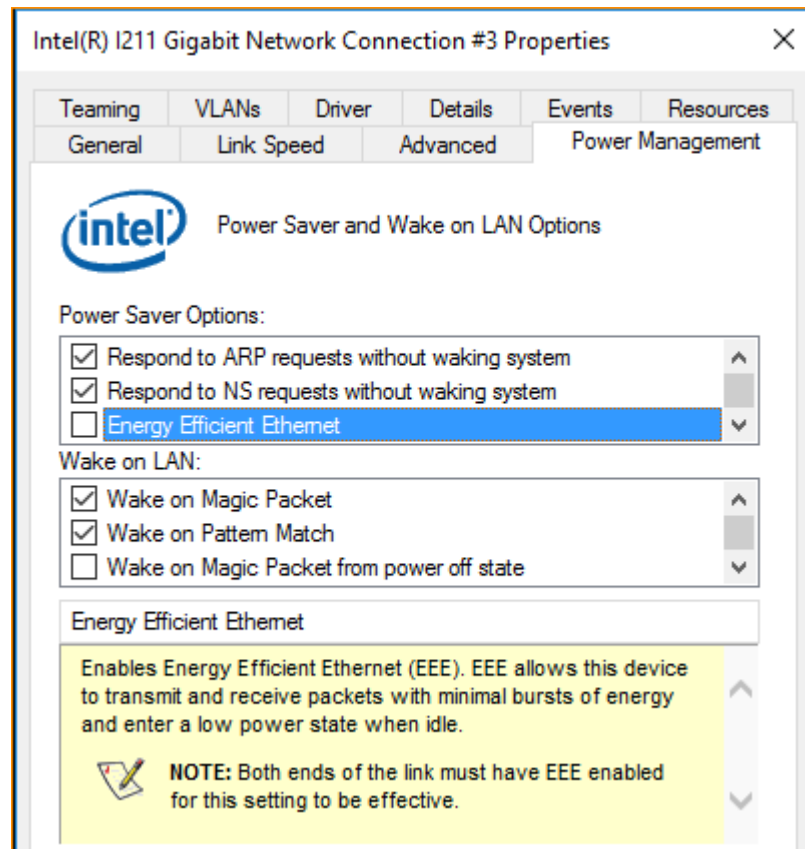 Intel(R) I211 Gigabit Network Connection #3 Properties
Teaming VLANs Driver Details Events Resources
General Link Speed Advanced Power Management
intel Power Saver and Wake on LAN Options
Power Saver Options:
Respond to ARP requests without waking system
Respond to NS requests without waking system
Energy Efficient Ethernet
Wake on LAN:
Wake on Magic Packet
Wake on Pattern Match
Wake on Magic Packet from power off state
Energy Efficient Ethernet
Enables Energy Efficient Ethernet (EEE). EEE allows this device
to transmit and receive packets with minimal bursts of energy
and enter a low power state when idle.
NOTE: Both ends of the link must have EEE enabled
for this setting to be effective.